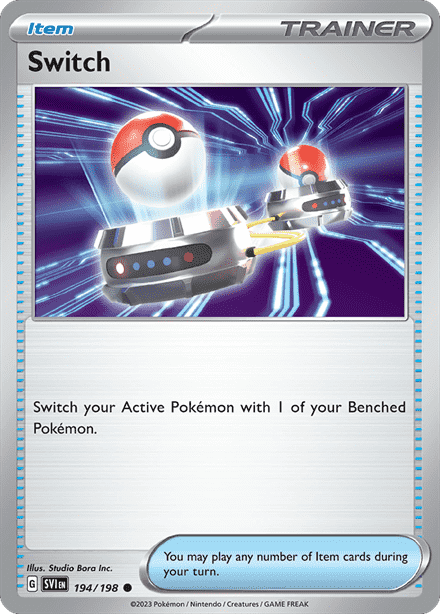 Item
TRAINER
Switch
Switch your Active Pokémon with 1 of your Benched
Pokémon.
Illus. Studio Bora Inc.
You may play any number of Item cards during
your turn.
G SVI EN 194/198 ●
©2023 Pokémon / Nintendo / Creatures / GAME FREAK